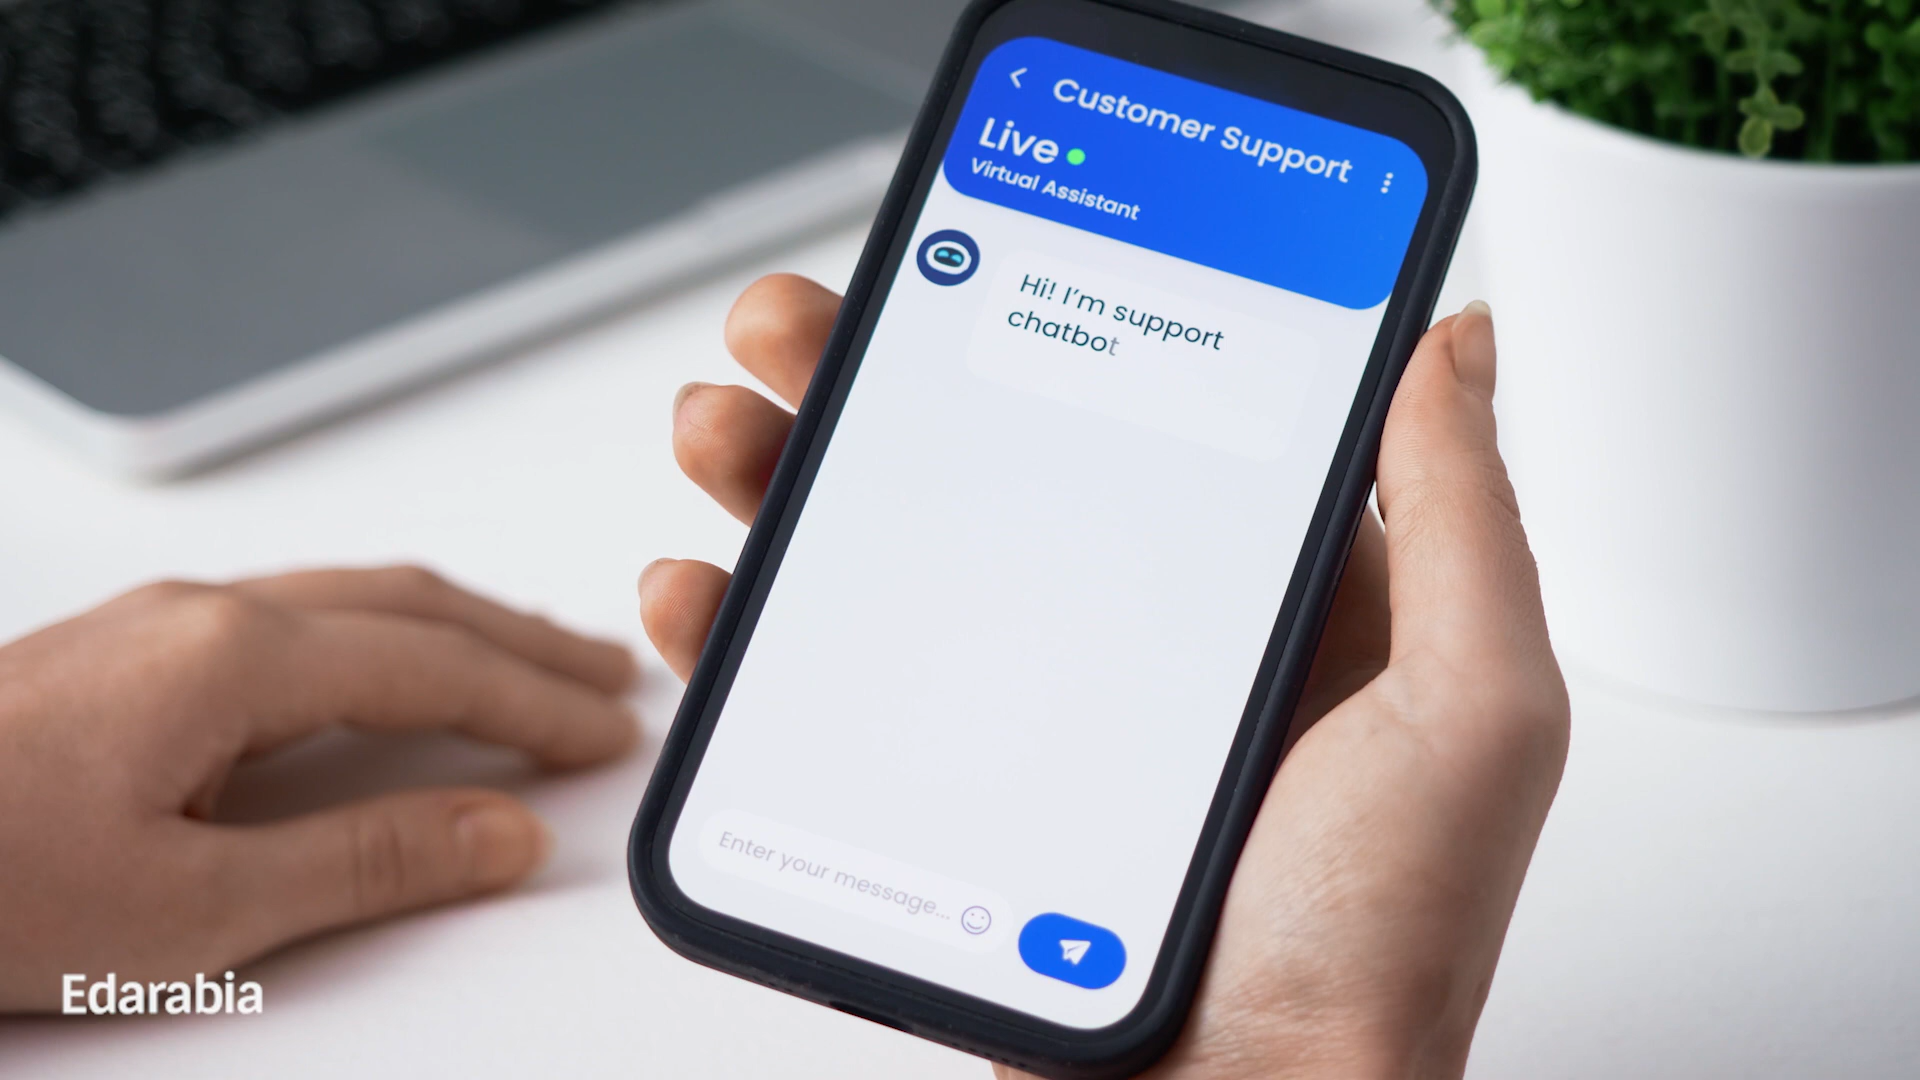 Customer Support
Live
Virtual Assistant
Hi! I'm support
chatbot
Enter your message...
Edarabia